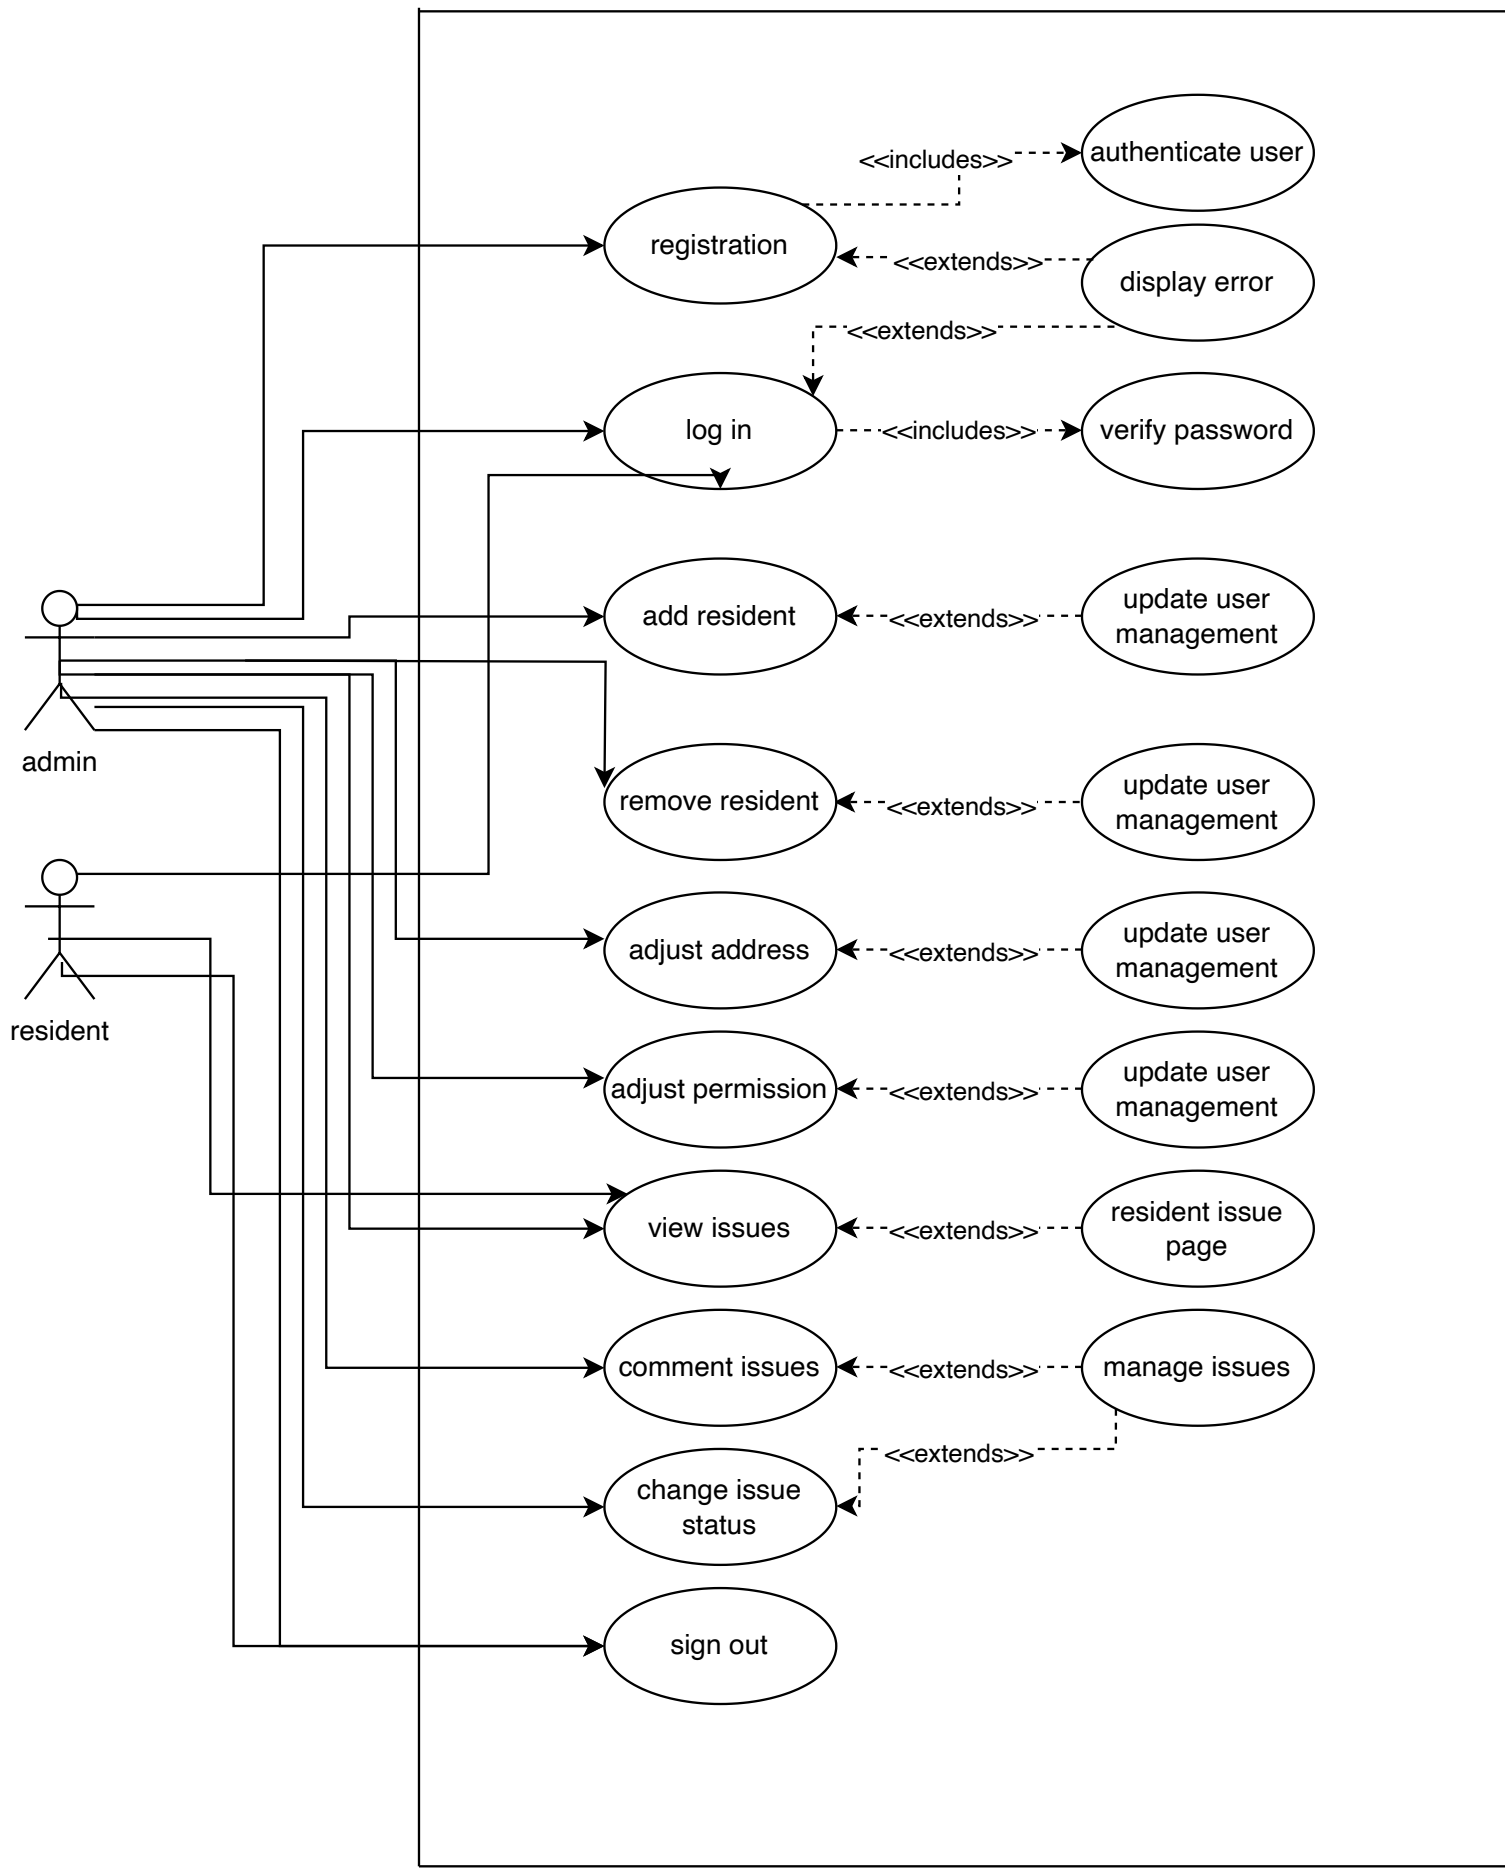 <<includes>>
authenticate user
registration
<<extends>>
display error
<<extends>>
log in
<<includes>>
verify password
add resident
<<extends>>
update user
management
admin
remove resident
<<extends>>
update user
management
adjust address
<<extends>>
update user
management
resident
adjust permission
<<extends>>
update user
management
view issues
<<extends>>
resident issue
page
comment issues
<<extends>>
manage issues
<<extends>>
change issue
status
sign out